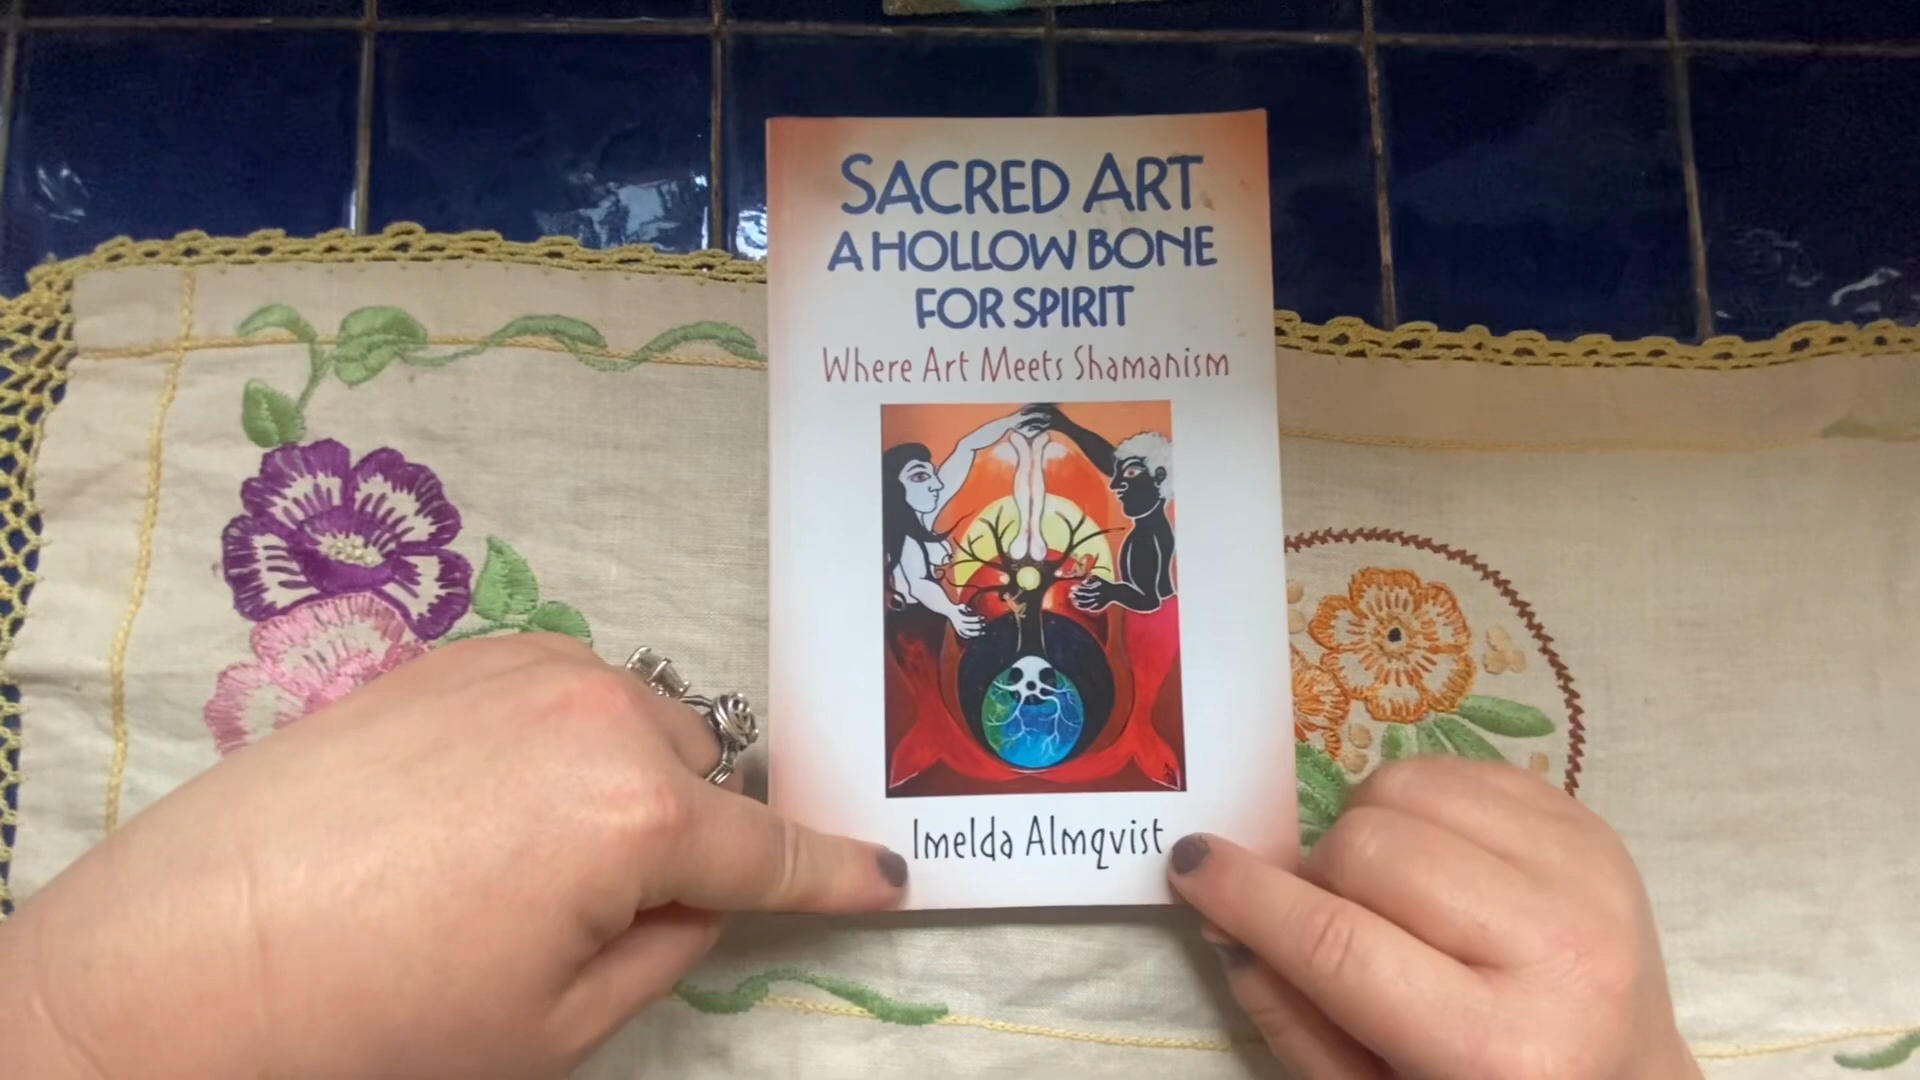 SACRED ART
A HOLLOW BONE
FOR SPIRIT
Where Art Meets Shamanism
Imelda Almqvist